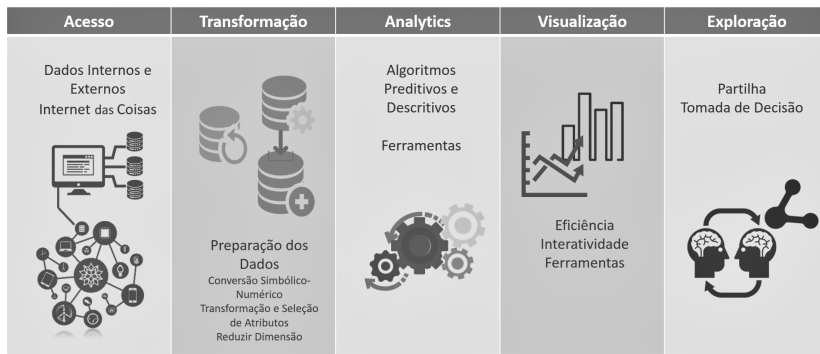 Acesso
Dados Internos e
Externos
Internet das Coisas
Transformação
Preparação dos
Dados
Conversão Simbólico-
Numérico
Transformação e Seleção
de Atributos
Reduzir Dimensão
Analytics
Algoritmos
Preditivos e
Descritivos
Ferramentas
Visualização
Eficiência
Interatividade
Ferramentas
Exploração
Partilha
Tomada de Decisão